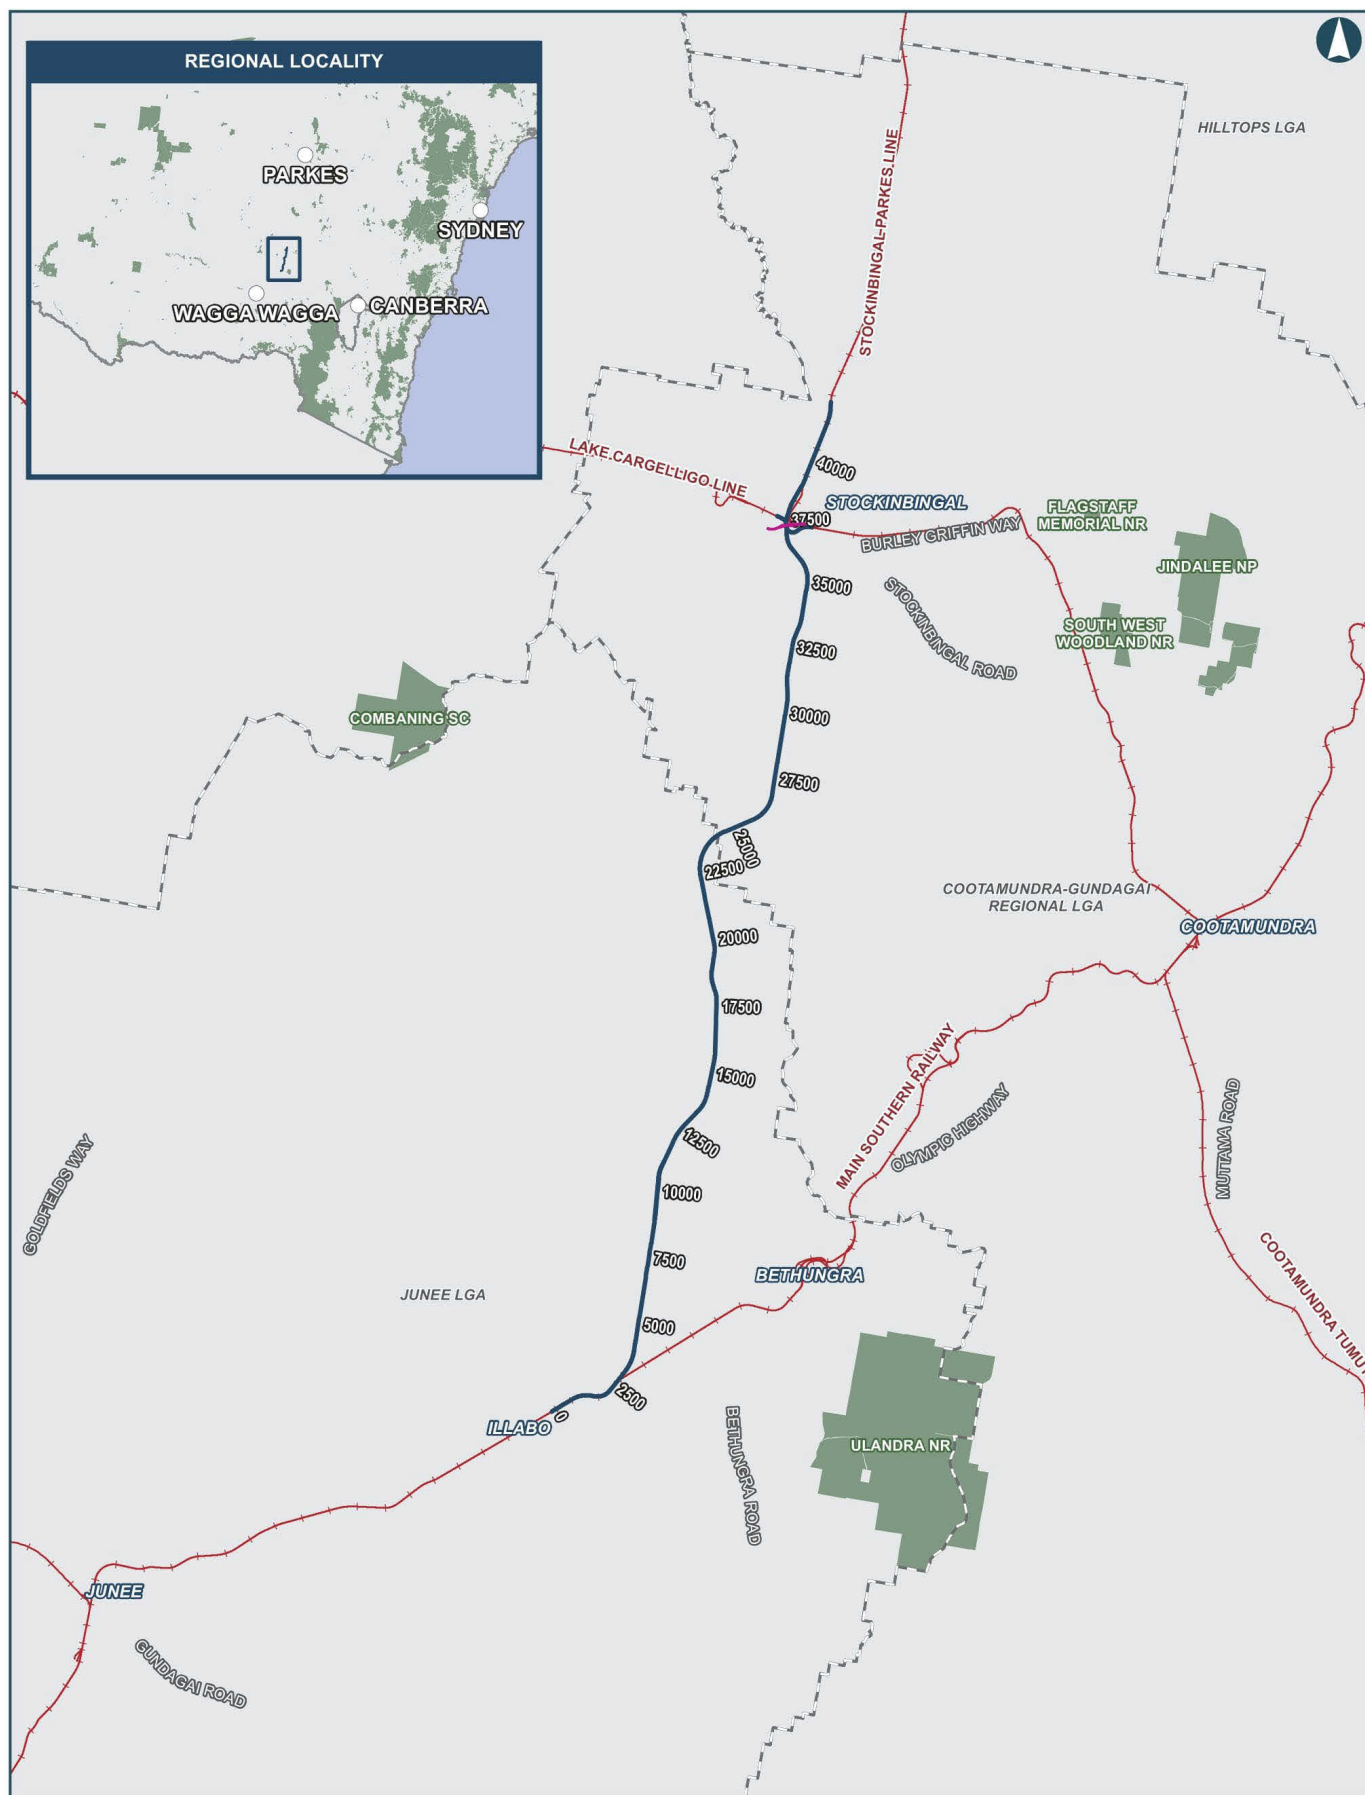 REGIONAL LOCALITY
PARKES
SYDNEY
WAGGA WAGGA
CANBERRA
HILLTOPS LGA
STOCKINBINGAL-PARKES LINE
LAKE CARGELLIGO LINE
40000
STOCKINBINGAL
37500
BURLEY GRIFFIN WAY
FLAGSTAFF
MEMORIAL NR
JINDALEE NP
35000
STOCKINBINGAL ROAD
SOUTH WEST
WOODLAND NR
32500
COMBANING SC
30000
27500
25000
22500
COOTAMUNDRA-GUNDAGAI
REGIONAL LGA
COOTAMUNDRA
20000
17500
15000
MAIN SOUTHERN RAILWAY
OLYMPIC HIGHWAY
MUTTAMA ROAD
12500
GOLDFIELDS WAY
10000
7500
BETHUNGRA
COOTAMUNDRA TUMUT
JUNEE LGA
5000
2500
0
ILLABO
BETHUNGRA ROAD
ULANDRA NR
JUNEE
GUNDAGAI ROAD